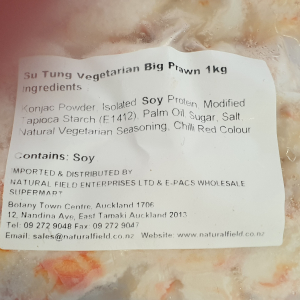 Su Tung Vegetarian Big Prawn 1kg
Ingredients
Konjac Powder, Isolated Soy Protein, Modified
Tapioca Starch (E1412), Palm Oil, Sugar, Salt
Natural Vegetarian Seasoning, Chilli Red Colour
Contains: Soy
IMPORTED & DISTRIBUTED BY
NATURAL FIELD ENTERPRISES LTD & E-PACS WHOLESALE
SUPERMART
Botany Town Centre, Auckland 1706
12, Nandina Ave, East Tamaki Auckland 2013
Tel: 09 272 9048 Fax: 09 272 9047
Email: sales@naturalfield.co.nz Website: www.naturalfield.co.nz